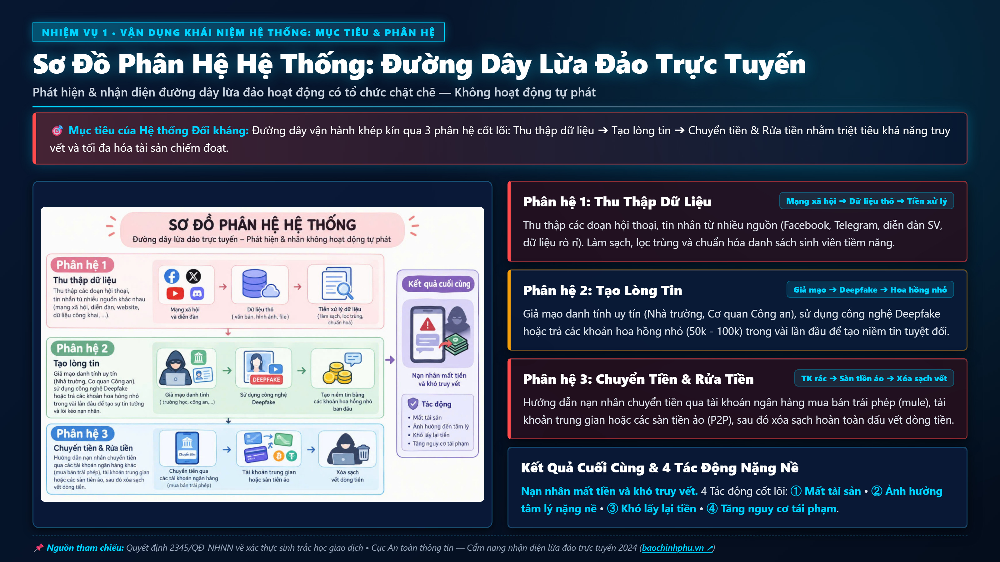 NHIỆM VỤ 1 • VẬN DỤNG KHÁI NIỆM HỆ THỐNG: MỤC TIÊU & PHÂN HỆ
Sơ Đồ Phân Hệ Hệ Thống: Đường Dây Lừa Đảo Trực Tuyến
Phát hiện & nhận diện đường dây lừa đảo hoạt động có tổ chức chặt chẽ — Không hoạt động tự phát
🎯 Mục tiêu của Hệ thống Đối kháng: Đường dây vận hành khép kín qua 3 phân hệ cốt lõi: Thu thập dữ liệu ➔ Tạo lòng tin ➔ Chuyển tiền & Rửa tiền nhằm triệt tiêu khả năng truy
vết và tối đa hóa tài sản chiếm đoạt.
SƠ ĐỒ PHÂN HỆ HỆ THỐNG
Đường dây lừa đảo trực tuyến – Phát hiện & nhãn không hoạt động tự phát
Phân hệ 1
Thu thập dữ liệu
Thu thập các đoạn hội thoại,
tin nhắn từ nhiều nguồn khác nhau
(mạng xã hội, diễn đàn, website,
dữ liệu công khai, ...).
Mạng xã hội
và diễn đàn
Dữ liệu thô
( văn bản, hình ảnh, file)
Tiền xử lý dữ liệu
( làm sạch, lọc trùng,
chuẩn hoá)
Phân hệ 2
Tạo lòng tin
Giả mạo danh tính uy tín
(Nhà trường, Cơ quan Công an),
sử dụng công nghệ Deepfake
hoặc trả các khoản hoa hồng nhỏ
trong vài lần đầu để tạo sự tin tưởng
và lôi kéo nạn nhân.
Giả mạo danh tính
( trường học, công an,...)
DEEPFAKE
Sử dụng công nghệ
Deepfake
Tạo niềm tin bằng
các khoản hoa hồng nhỏ
ban đầu
Phân hệ 3
Chuyển tiền & Rửa tiền
Hướng dẫn nạn nhân chuyển tiền
qua các tài khoản ngân hàng khác
(mua bán trái phép), tài khoản trung gian
hoặc các sàn tiền ảo, sau đó xóa sạch
vết dòng tiền.
Chuyển tiền
Chuyển tiền qua
các tài khoản ngân hàng
(mua bán trái phép)
Tài khoản trung gian
hoặc sàn tiền ảo
Xóa sạch
vết dòng tiền
Kết quả cuối cùng
Nạn nhân mất tiền
và khó truy vết
Tác động
• Mất tài sản
• Ảnh hưởng đến tâm lý
• Khó lấy lại tiền
• Tăng nguy cơ tái phạm
Phân hệ 1: Thu Thập Dữ Liệu
Mạng xã hội ➔ Dữ liệu thô ➔ Tiền xử lý
Thu thập các đoạn hội thoại, tin nhắn từ nhiều nguồn (Facebook, Telegram, diễn đàn SV,
dữ liệu rò rỉ). Làm sạch, lọc trùng và chuẩn hóa danh sách sinh viên tiềm năng.
Phân hệ 2: Tạo Lòng Tin
Giả mạo ➔ Deepfake ➔ Hoa hồng nhỏ
Giả mạo danh tính uy tín (Nhà trường, Cơ quan Công an), sử dụng công nghệ Deepfake
hoặc trả các khoản hoa hồng nhỏ (50k - 100k) trong vài lần đầu để tạo niềm tin tuyệt đối.
Phân hệ 3: Chuyển Tiền & Rửa Tiền
TK rác ➔ Sàn tiền ảo ➔ Xóa sạch vết
Hướng dẫn nạn nhân chuyển tiền qua tài khoản ngân hàng mua bán trái phép (mule), tài
khoản trung gian hoặc các sàn tiền ảo (P2P), sau đó xóa sạch hoàn toàn dấu vết dòng tiền.
Kết Quả Cuối Cùng & 4 Tác Động Nặng Nề
Nạn nhân mất tiền và khó truy vết. 4 Tác động cốt lõi: ① Mất tài sản • ② Ảnh hưởng
tâm lý nặng nề • ③ Khó lấy lại tiền • ④ Tăng nguy cơ tái phạm.
📌 Nguồn tham chiếu: Quyết định 2345/QĐ-NHNN về xác thực sinh trắc học giao dịch • Cục An toàn thông tin — Cẩm nang nhận diện lừa đảo trực tuyến 2024 (baochinhphu.vn ↗)